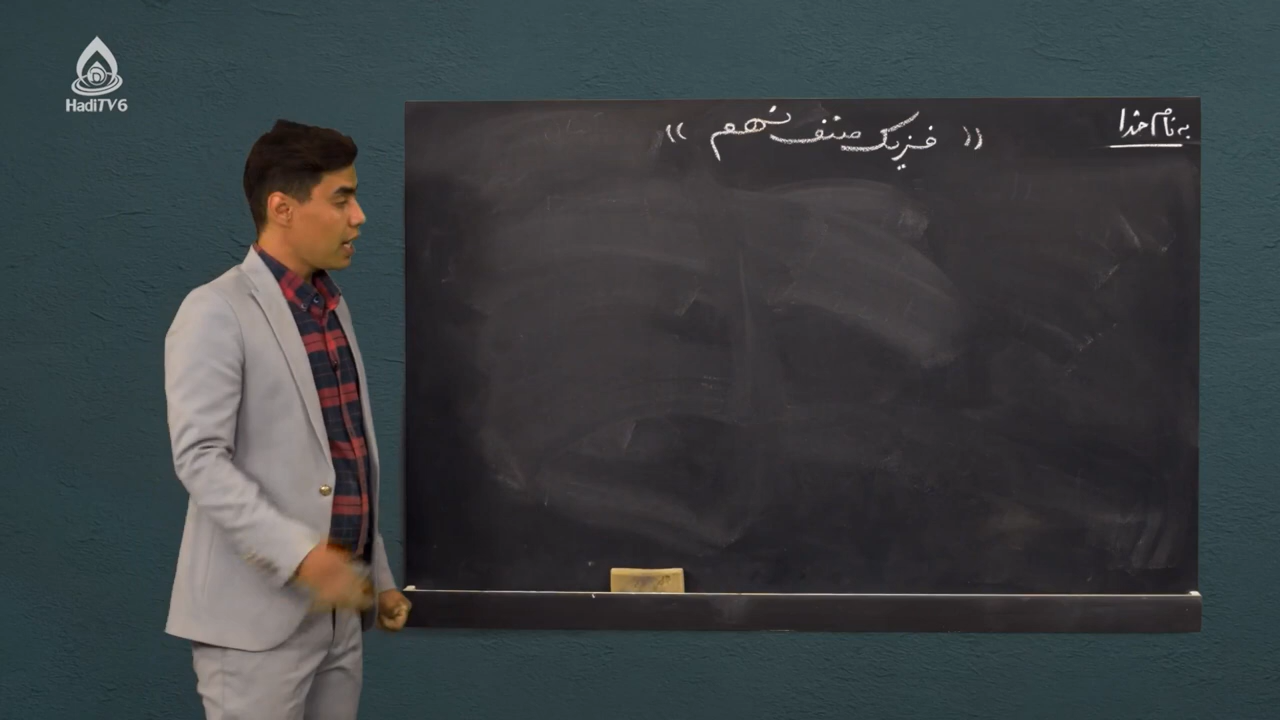 به نام خدا
« فزیک صنف نهم »
HadiTV6